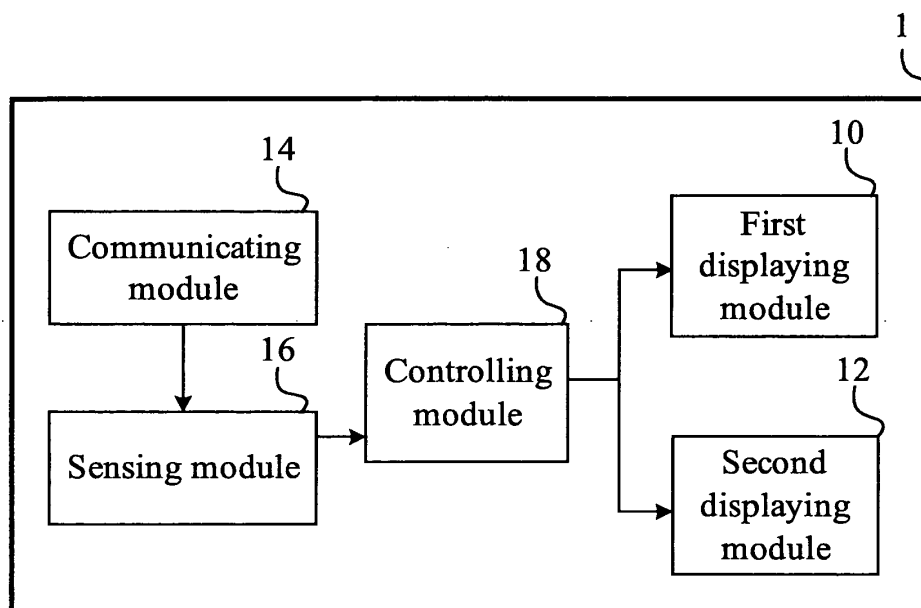 1
14
Communicating
module
16
Sensing module
18
Controlling
module
10
First
displaying
module
12
Second
displaying
module